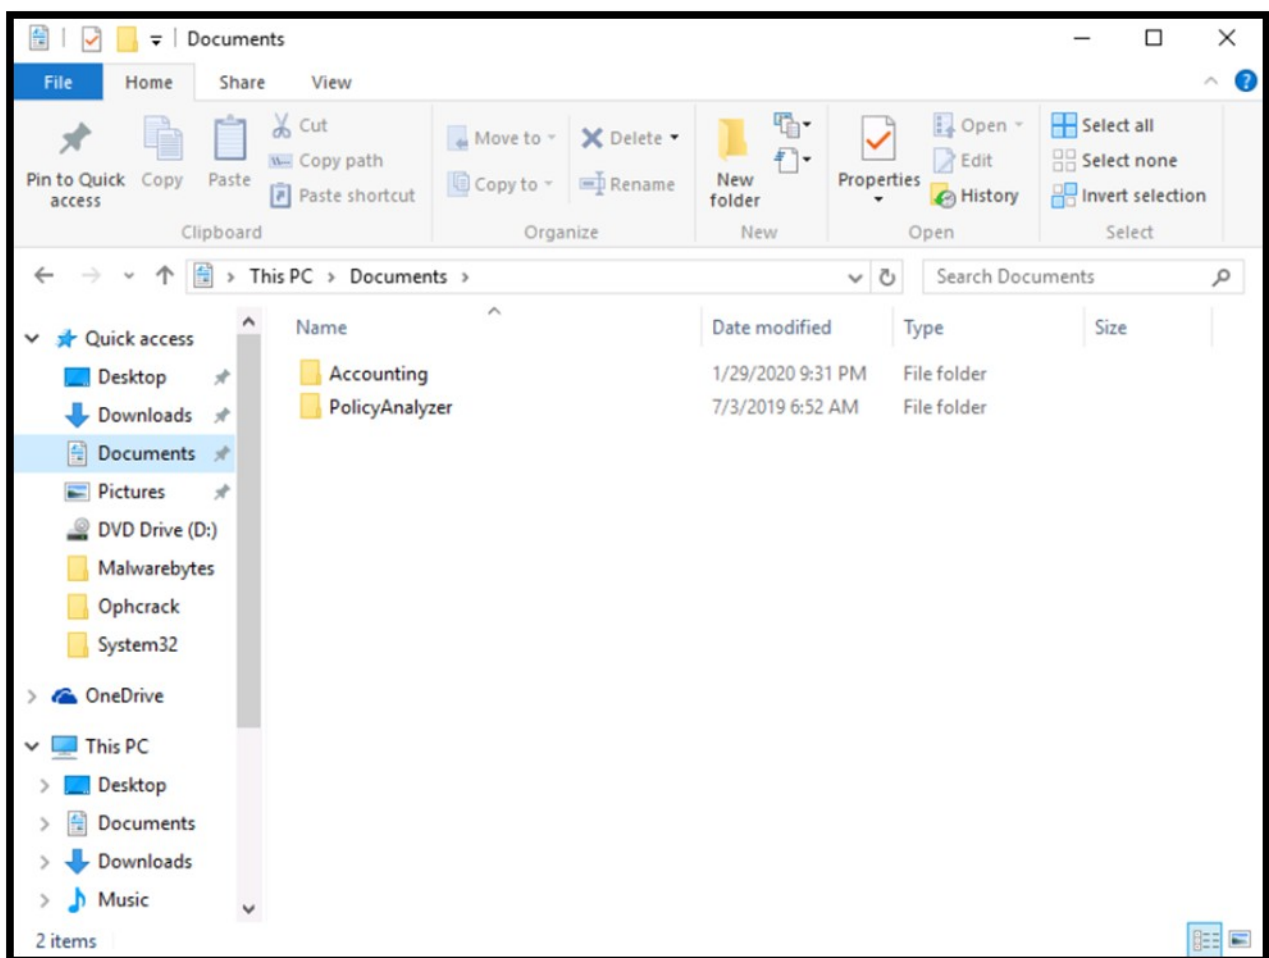 Documents
File Home Share View
Pin to Quick access Copy Paste Cut Copy path Paste shortcut
Clipboard
Move to Copy to Delete Rename
Organize
New folder
New
Properties Open Edit History
Open
Select all Select none Invert selection
Select
This PC > Documents >
Search Documents
Quick access
Desktop
Downloads
Documents
Pictures
DVD Drive (D:)
Malwarebytes
Ophcrack
System32
OneDrive
This PC
Desktop
Documents
Downloads
Music
Name Date modified Type Size
Accounting 1/29/2020 9:31 PM File folder
PolicyAnalyzer 7/3/2019 6:52 AM File folder
2 items